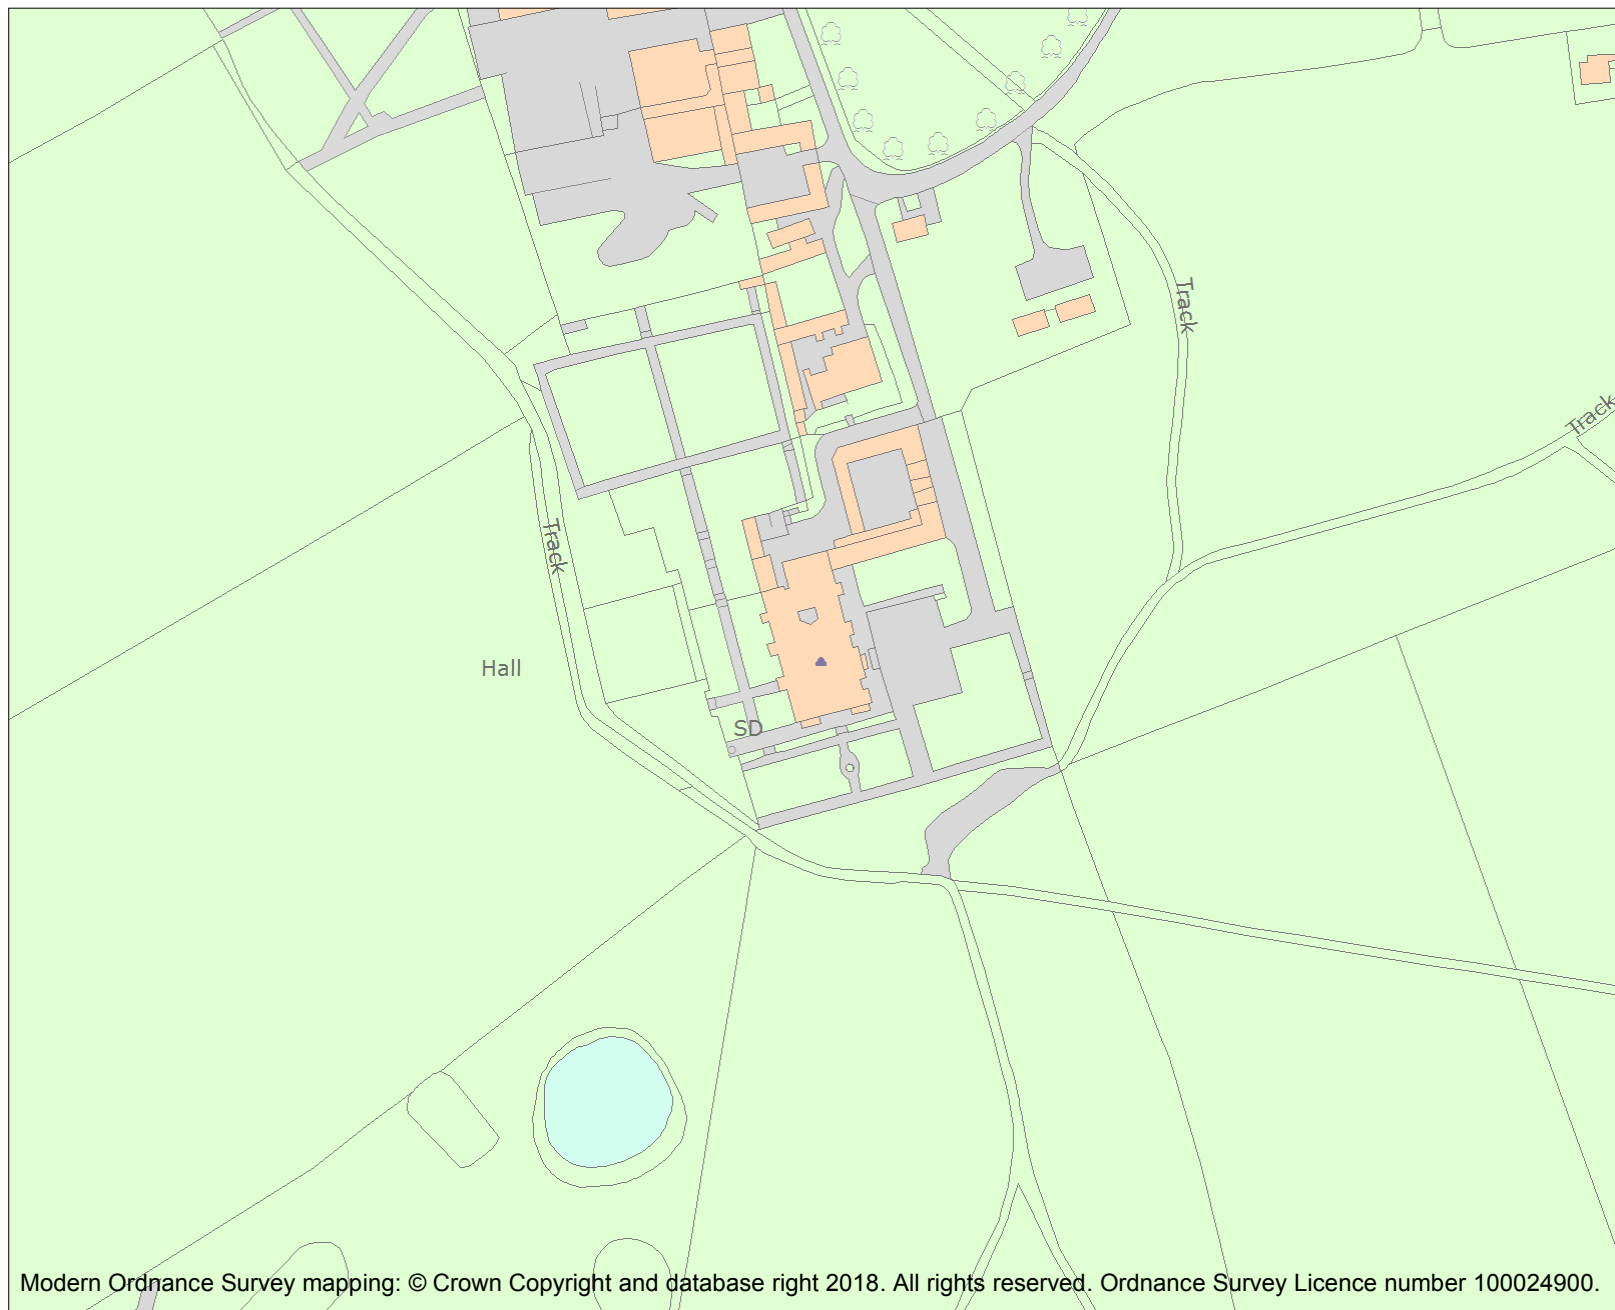 Track
Track
Track
Hall
SD
Modern Ordnance Survey mapping: © Crown Copyright and database right 2018. All rights reserved. Ordnance Survey Licence number 100024900.